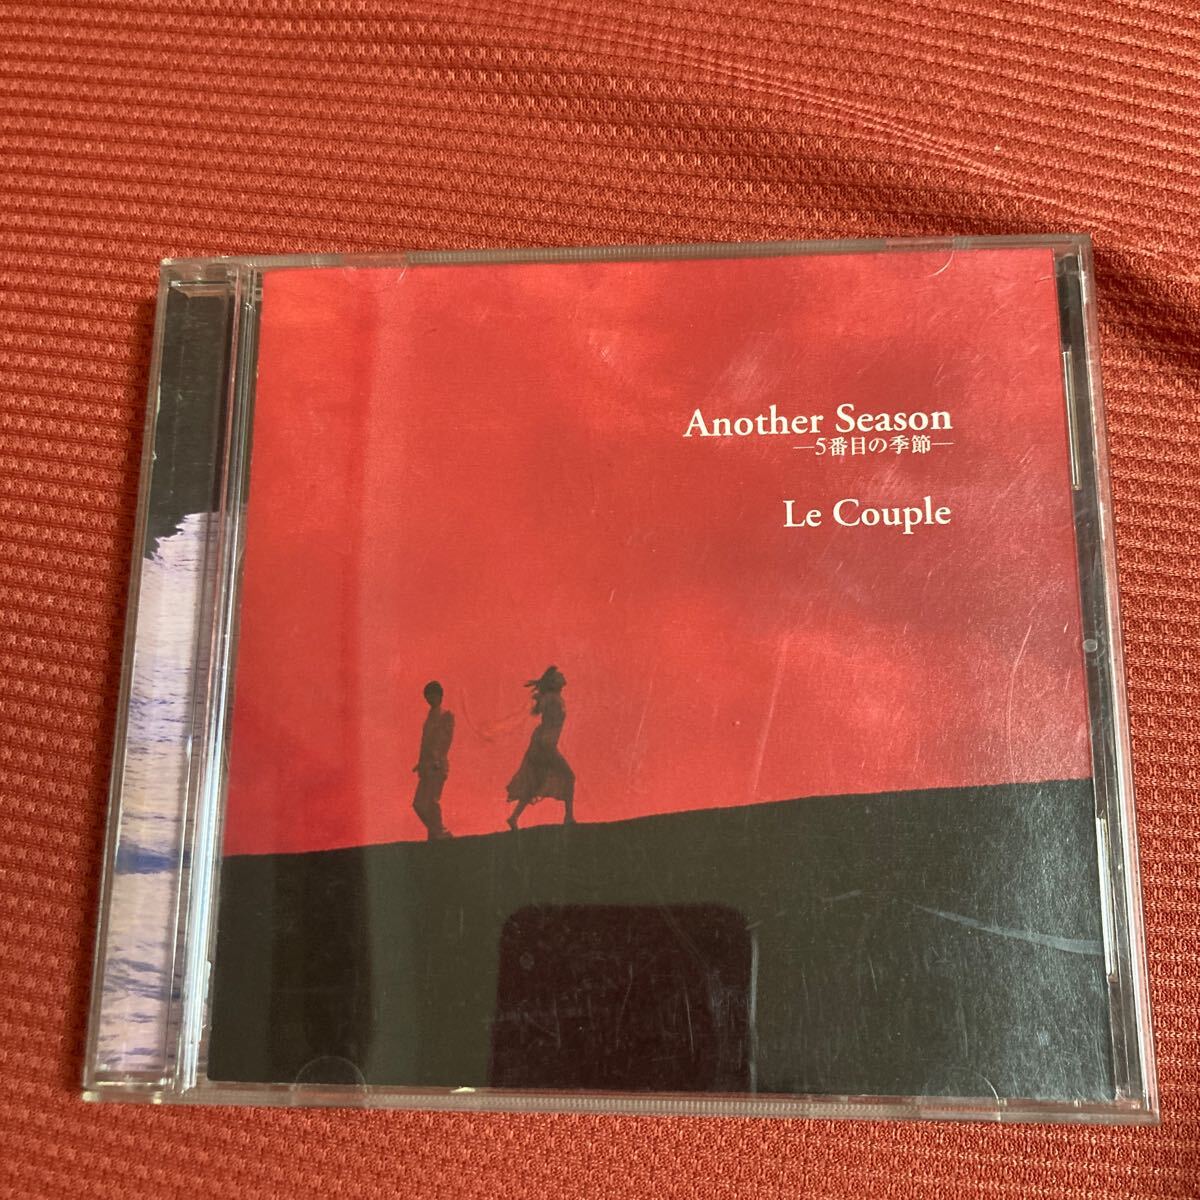 Another Season
—5番目の季節—
Le Couple